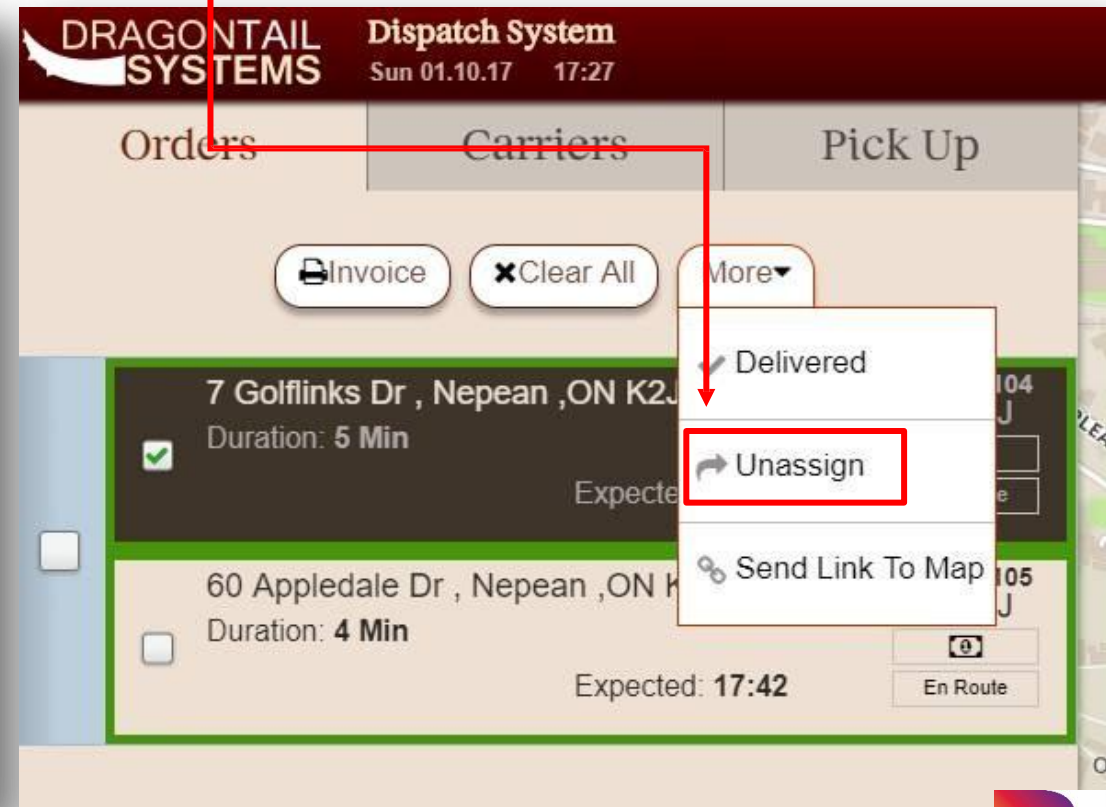 DRAGONTAIL SYSTEMS
Dispatch System
Sun 01.10.17 17:27
Orders Carriers Pick Up
Invoice Clear All More
Delivered
Unassign
Send Link To Map
7 Golflinks Dr , Nepean ,ON 104
Duration: 5 Min J
60 Appledale Dr , Nepean ,ON 105
Duration: 4 Min J
Expected: 17:42 En Route